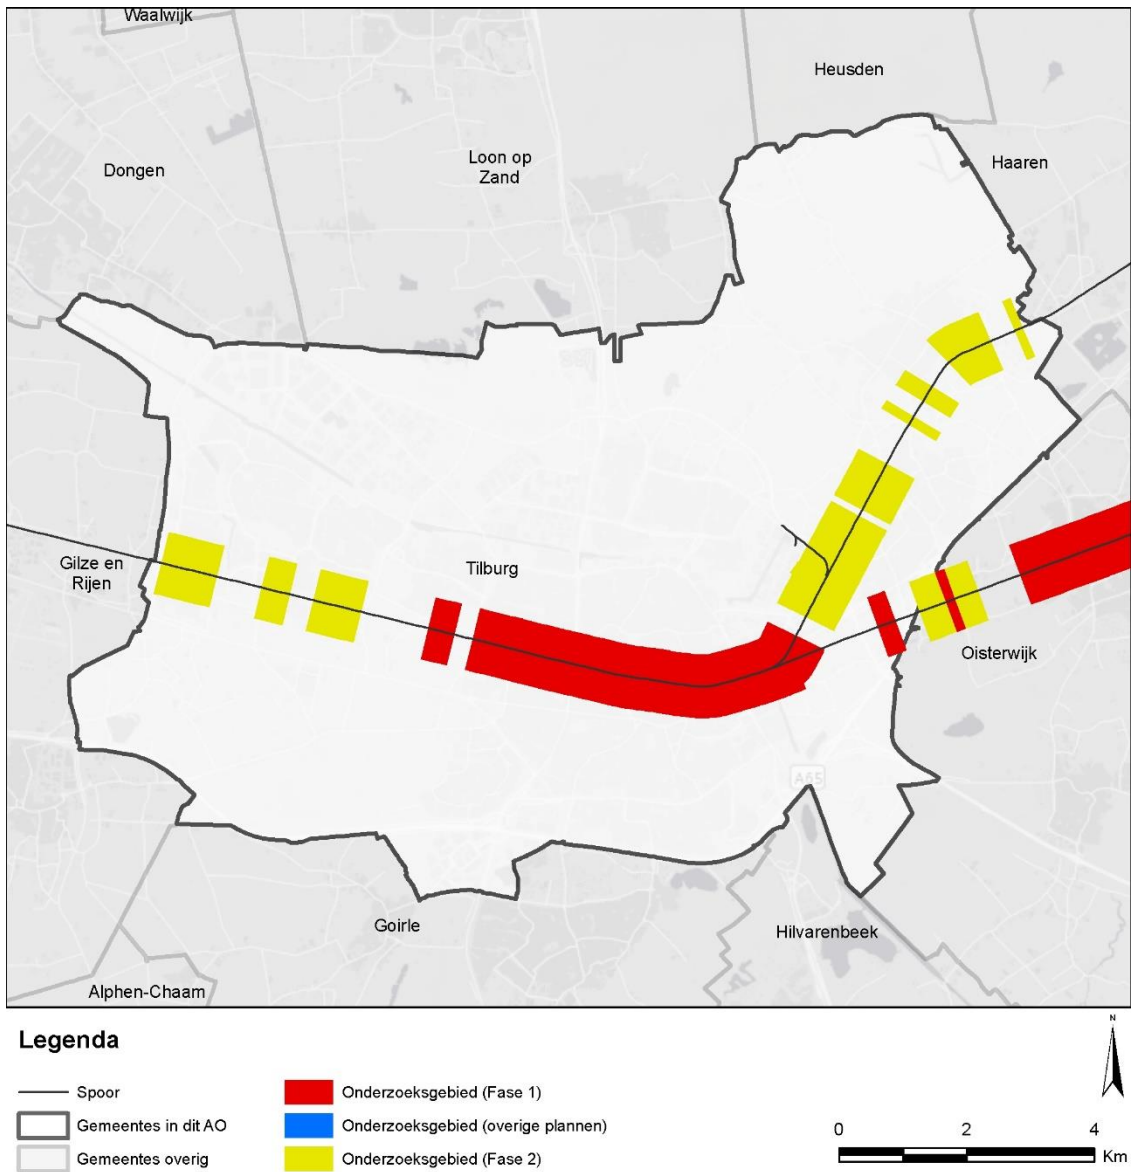 Waalwijk
Heusden
Dongen
Loon op
Zand
Haaren
Gilze en
Rijen
Tilburg
Oisterwijk
A65
Goirle
Hilvarenbeek
Alphen-Chaam
Legenda
N
Spoor
Gemeentes in dit AO
Gemeentes overig
Onderzoeksgebied (Fase 1)
Onderzoeksgebied (overige plannen)
Onderzoeksgebied (Fase 2)
0 2 4
Km